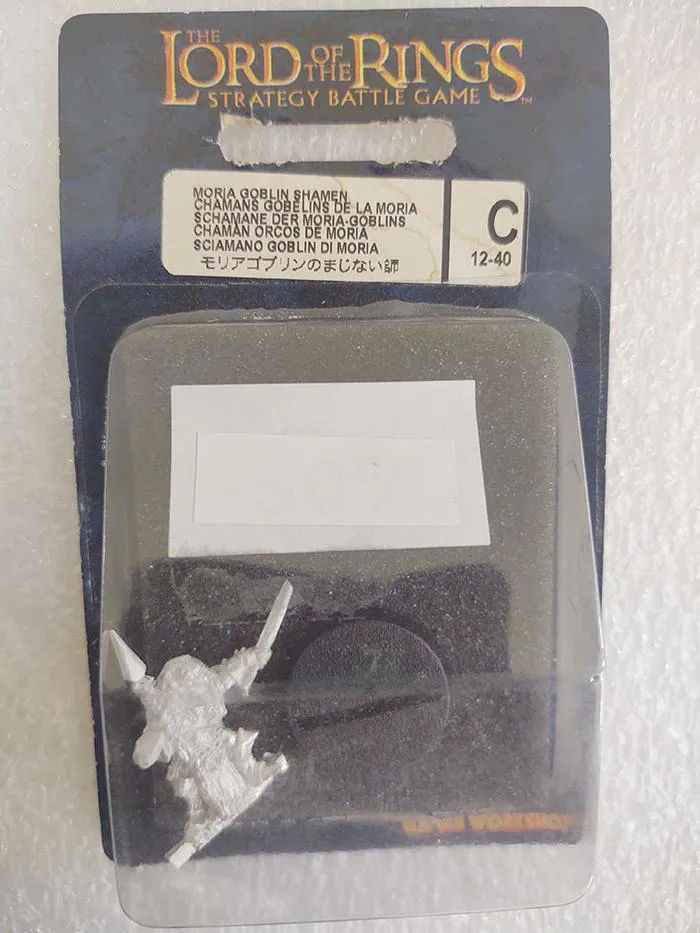 THE
LORD OF THE RINGS
STRATEGY BATTLE GAME™
MORIA GOBLIN SHAMEN
CHAMANS GOBELINS DE LA MORIA
SCHAMANE DER MORIA-GOBLINS
CHAMÁN ORCOS DE MORIA
SCIAMANO GOBLIN DI MORIA
モリアゴブリンのまじない師
C
12-40
WORKSHOP